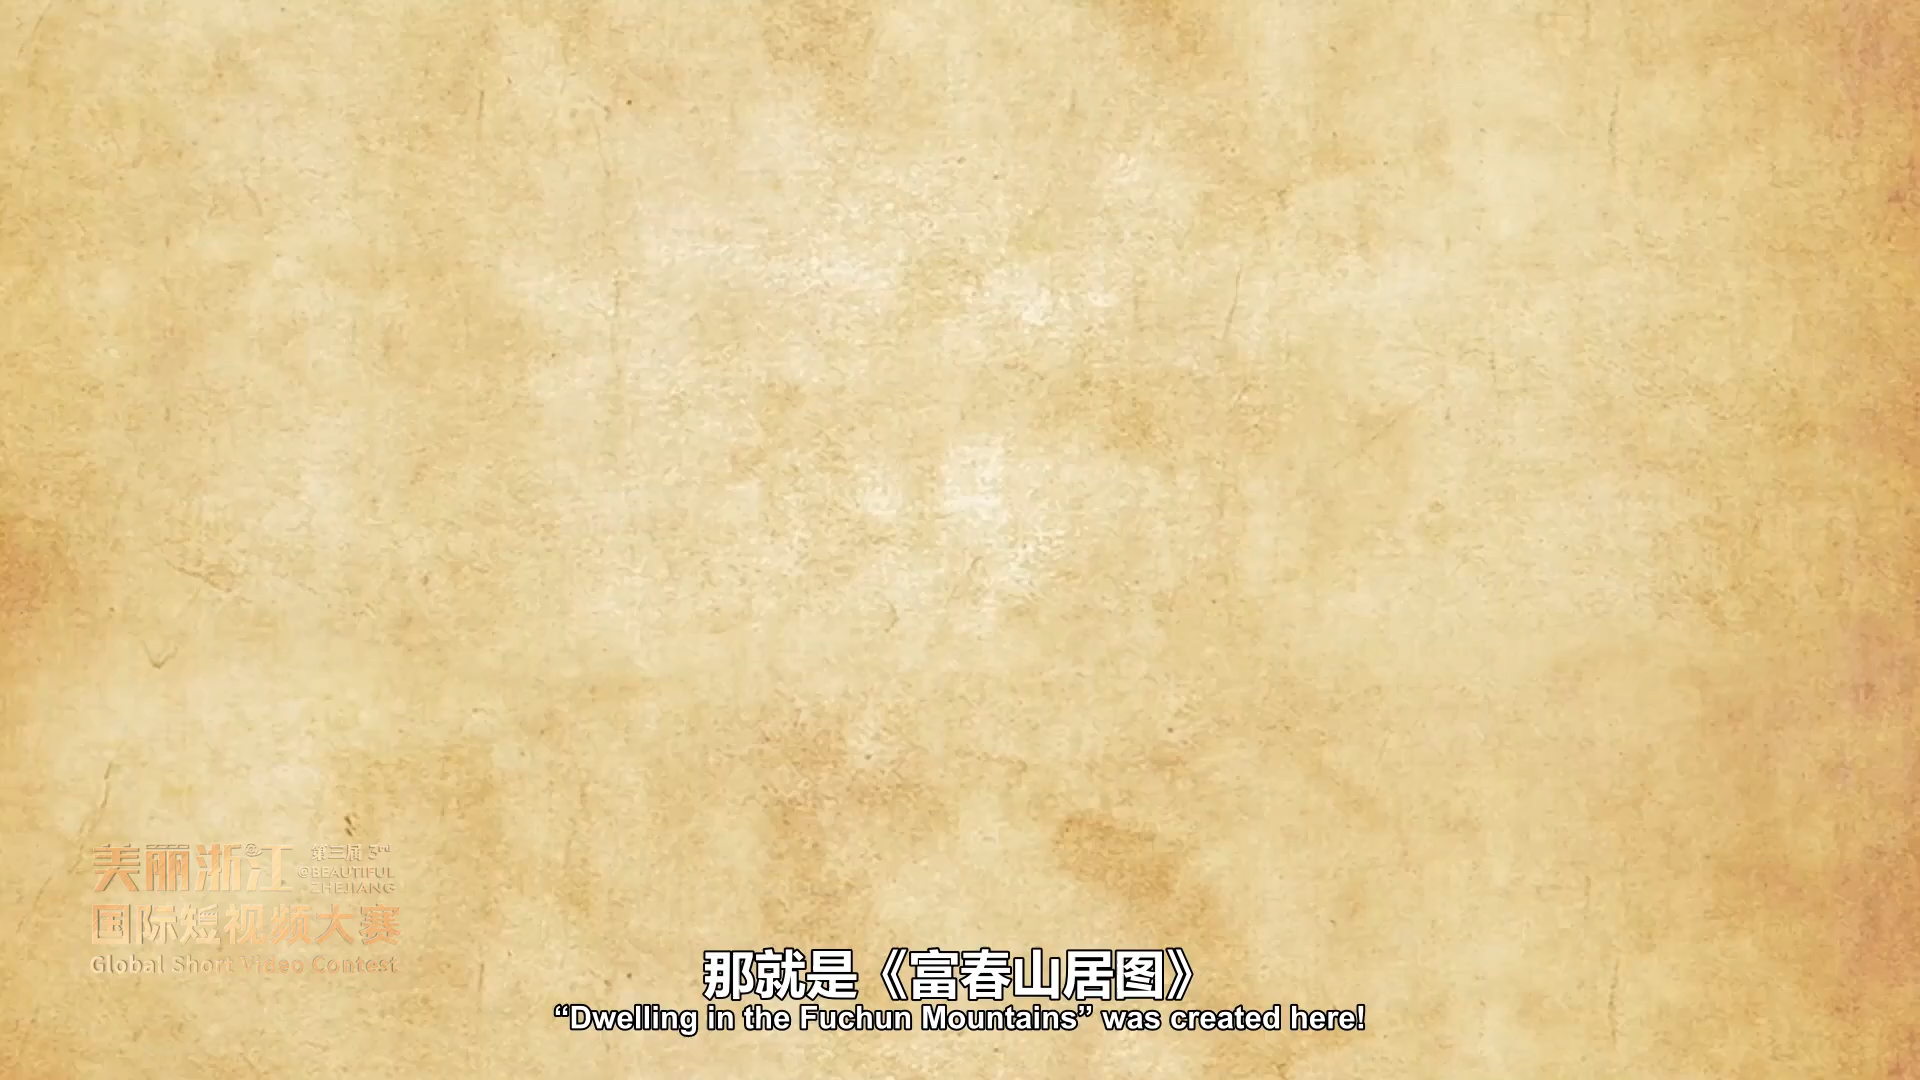 美丽浙江 第三届 3rd
@BEAUTIFUL
ZHEJIANG
国际短视频大赛
Global Short Video Contest
那就是《富春山居图》
“Dwelling in the Fuchun Mountains” was created here!